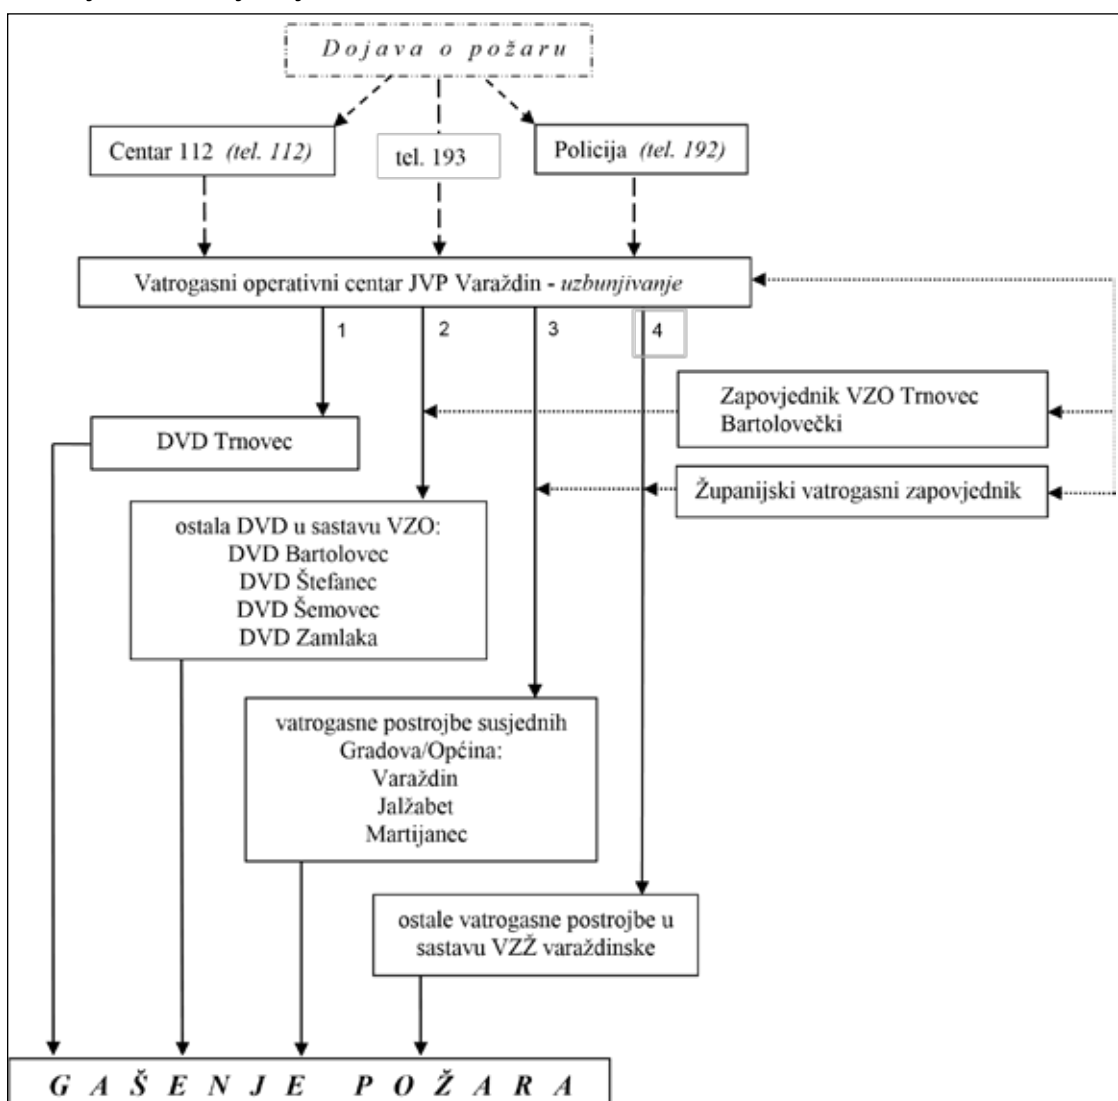 Dojava o požaru
Centar 112 (tel. 112)
tel. 193
Policija (tel. 192)
Vatrogasni operativni centar JVP Varaždin - uzbunjivanje
1
2
3
4
Zapovjednik VZO Trnovec
Bartolovečki
DVD Trnovec
Županijski vatrogasni zapovjednik
ostala DVD u sastavu VZO:
DVD Bartolovec
DVD Štefanec
DVD Šemovec
DVD Zamlaka
vatrogasne postrojbe susjednih
Gradova/Općina:
Varaždin
Jalžabet
Martijanec
ostale vatrogasne postrojbe u
sastavu VZŽ varaždinske
GAŠENJE POŽARA